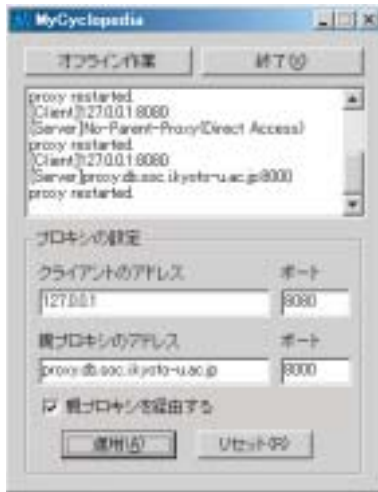 MyCyclopedia
オフライン作業
終了(X)
proxy restarted.
[Client]127.0.0.1:8080
[Server]No-Parent-Proxy(Direct Access)
proxy restarted.
[Client]127.0.0.1:8080
[Server]proxy.db.soc.i.kyoto-u.ac.jp:8000
proxy restarted.
プロキシの設定
クライアントのアドレス ポート
127.0.0.1 8080
親プロキシのアドレス ポート
proxy.db.soc.i.kyoto-u.ac.jp 8000
親プロキシを経由する
適用(A) リセット(R)